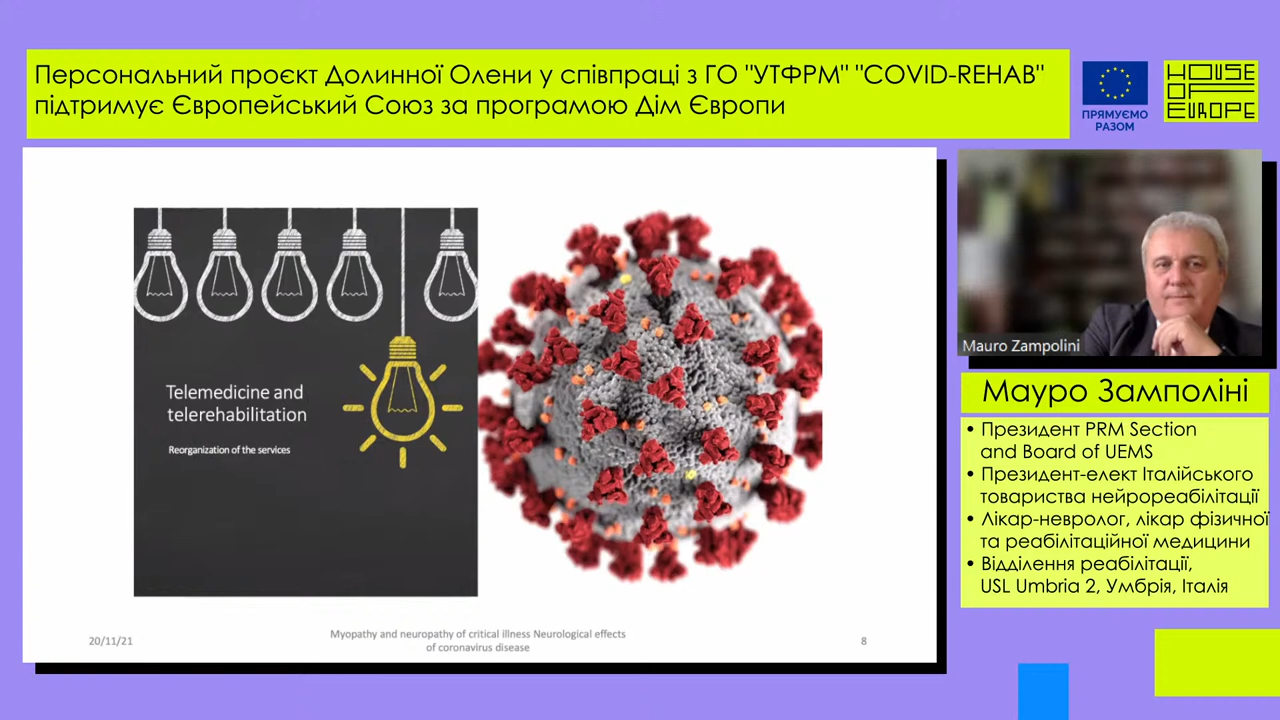 Персональний проєкт Долинної Олени у співпраці з ГО "УТФРМ" "COVID-REHAB"
підтримує Європейський Союз за програмою Дім Європи
ПРЯМУЄМО
РАЗОМ
HOUSE
OF
EUROPE
Telemedicine and
telerehabilitation
Reorganization of the services
20/11/21
Myopathy and neuropathy of critical illness Neurological effects
of coronavirus disease
8
Mauro Zampolini
Мауро Замполіні
• Президент PRM Section
and Board of UEMS
• Президент-елект Італійського
товариства нейрореабілітації
• Лікар-невролог, лікар фізичної
та реабілітаційної медицини
• Відділення реабілітації,
USL Umbria 2, Умбрія, Італія